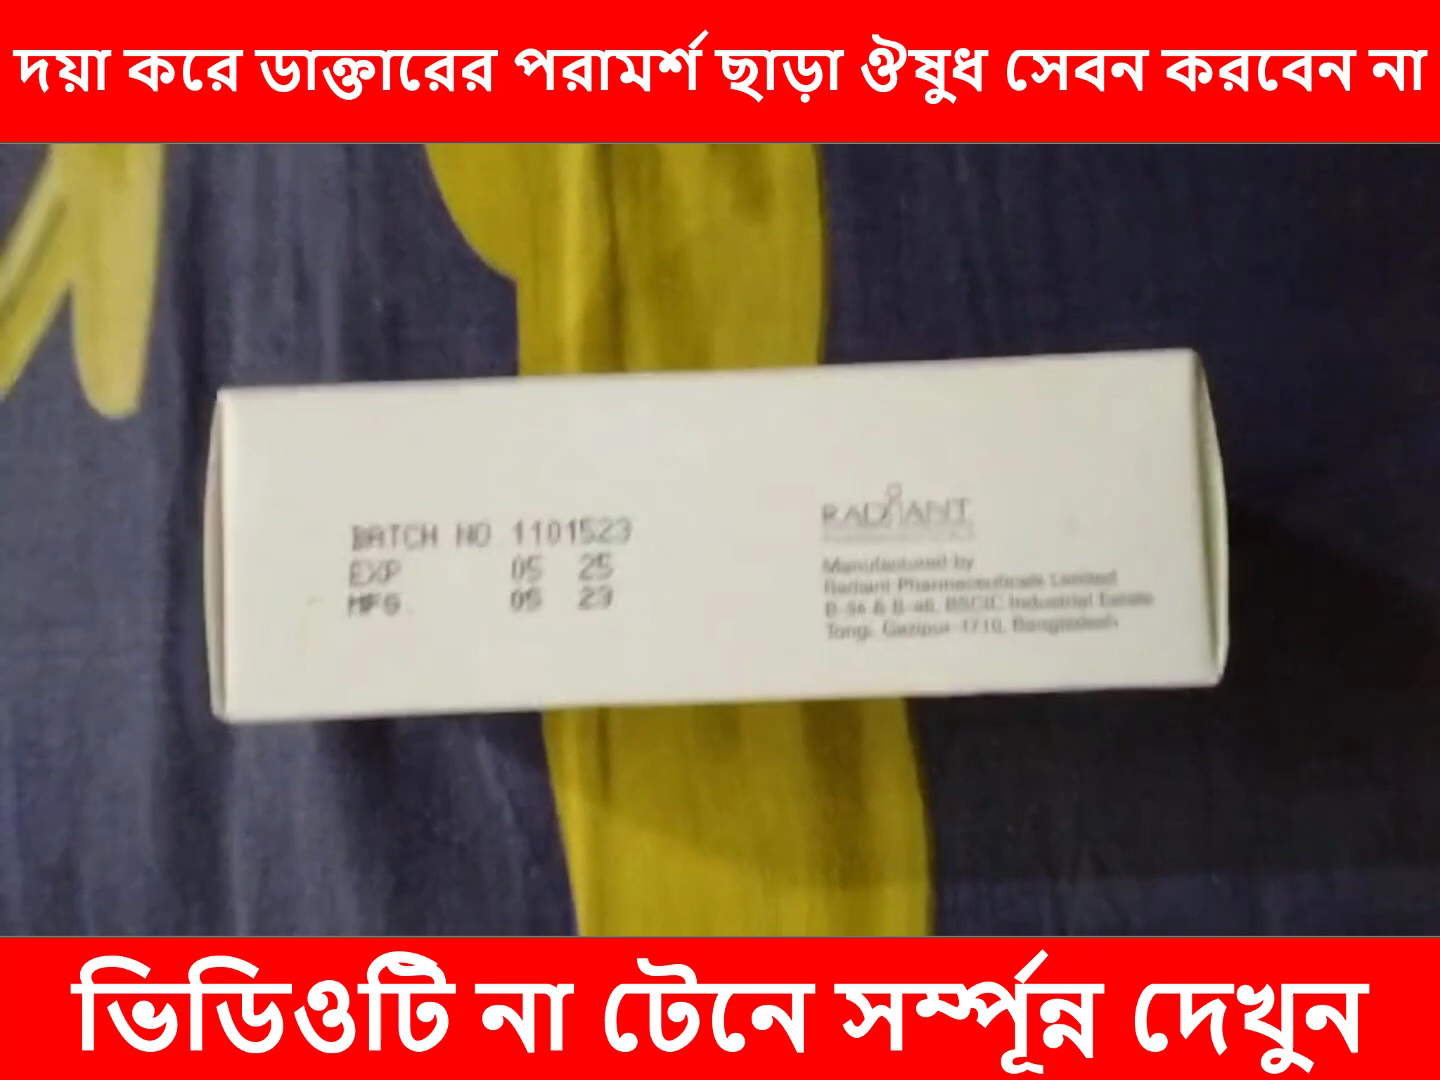 দয়া করে ডাক্তারের পরামর্শ ছাড়া ঔষুধ সেবন করবেন না
BATCH NO 1101523
EXP 05 25
MFG. 05 23
RADIANT
Manufactured by
Radiant Pharmaceuticals Limited
BSCIC Industrial Estate
Tongi, Gazipur-1710, Bangladesh
ভিডিওটি না টেনে সর্ম্পূন্ন দেখুন